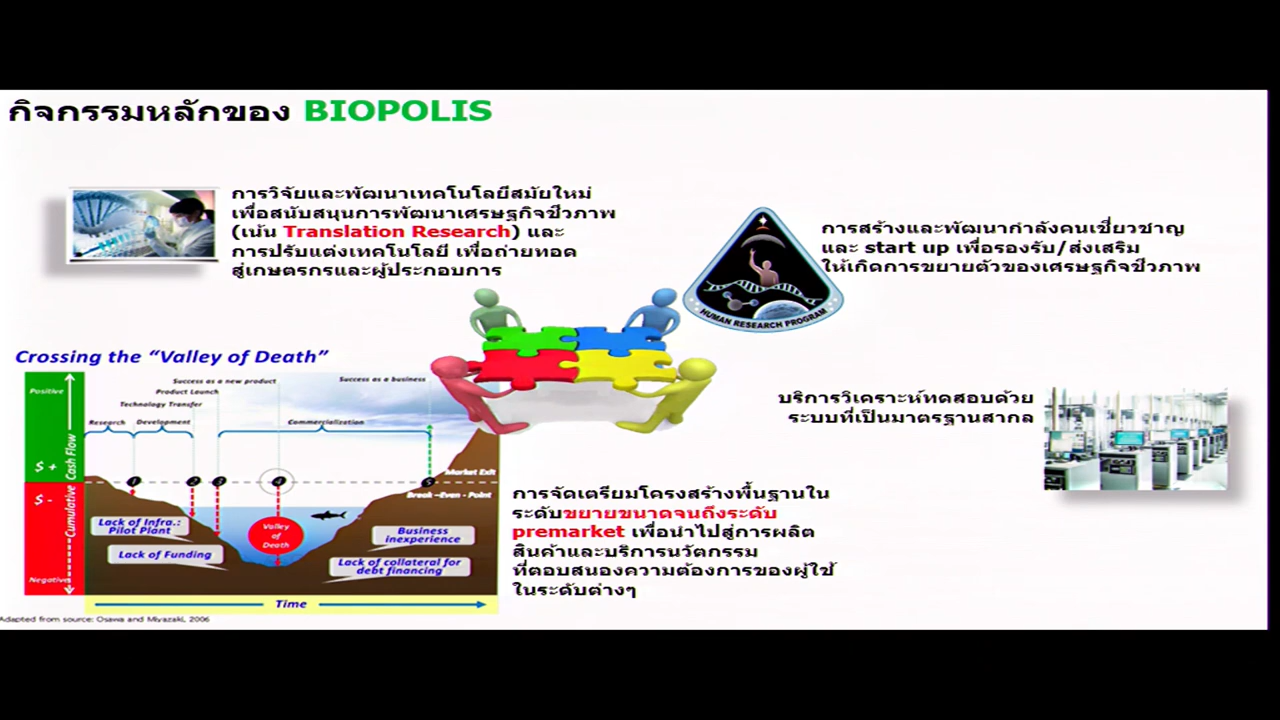 กิจกรรมหลักของ BIOPOLIS
การวิจัยและพัฒนาเทคโนโลยีสมัยใหม่
เพื่อสนับสนุนการพัฒนาเศรษฐกิจชีวภาพ
(เน้น Translation Research) และ
การปรับแต่งเทคโนโลยี เพื่อถ่ายทอด
สู่เกษตรกรและผู้ประกอบการ
การสร้างและพัฒนากำลังคนเชี่ยวชาญ
และ start up เพื่อรองรับ/ส่งเสริม
ให้เกิดการขยายตัวของเศรษฐกิจชีวภาพ
HUMAN RESEARCH PROGRAM
Crossing the “Valley of Death”
Positive
Success as a new product
Success as a business
Product Launch
Technology Transfer
Research
Development
Commercialization
$ +
Cash Flow
1
2
3
4
5
Market Exit
$ -
Break -Even - Point
Cumulative
Lack of Infra.:
Pilot Plant
Lack of Funding
Valley
of
Death
Business
inexperience
Lack of collateral for
debt financing
Negative
Time
Adapted from source: Osawa and Miyazaki, 2006
บริการวิเคราะห์ทดสอบด้วย
ระบบที่เป็นมาตรฐานสากล
การจัดเตรียมโครงสร้างพื้นฐานใน
ระดับขยายขนาดจนถึงระดับ
premarket เพื่อนำไปสู่การผลิต
สินค้าและบริการนวัตกรรม
ที่ตอบสนองความต้องการของผู้ใช้
ในระดับต่างๆ